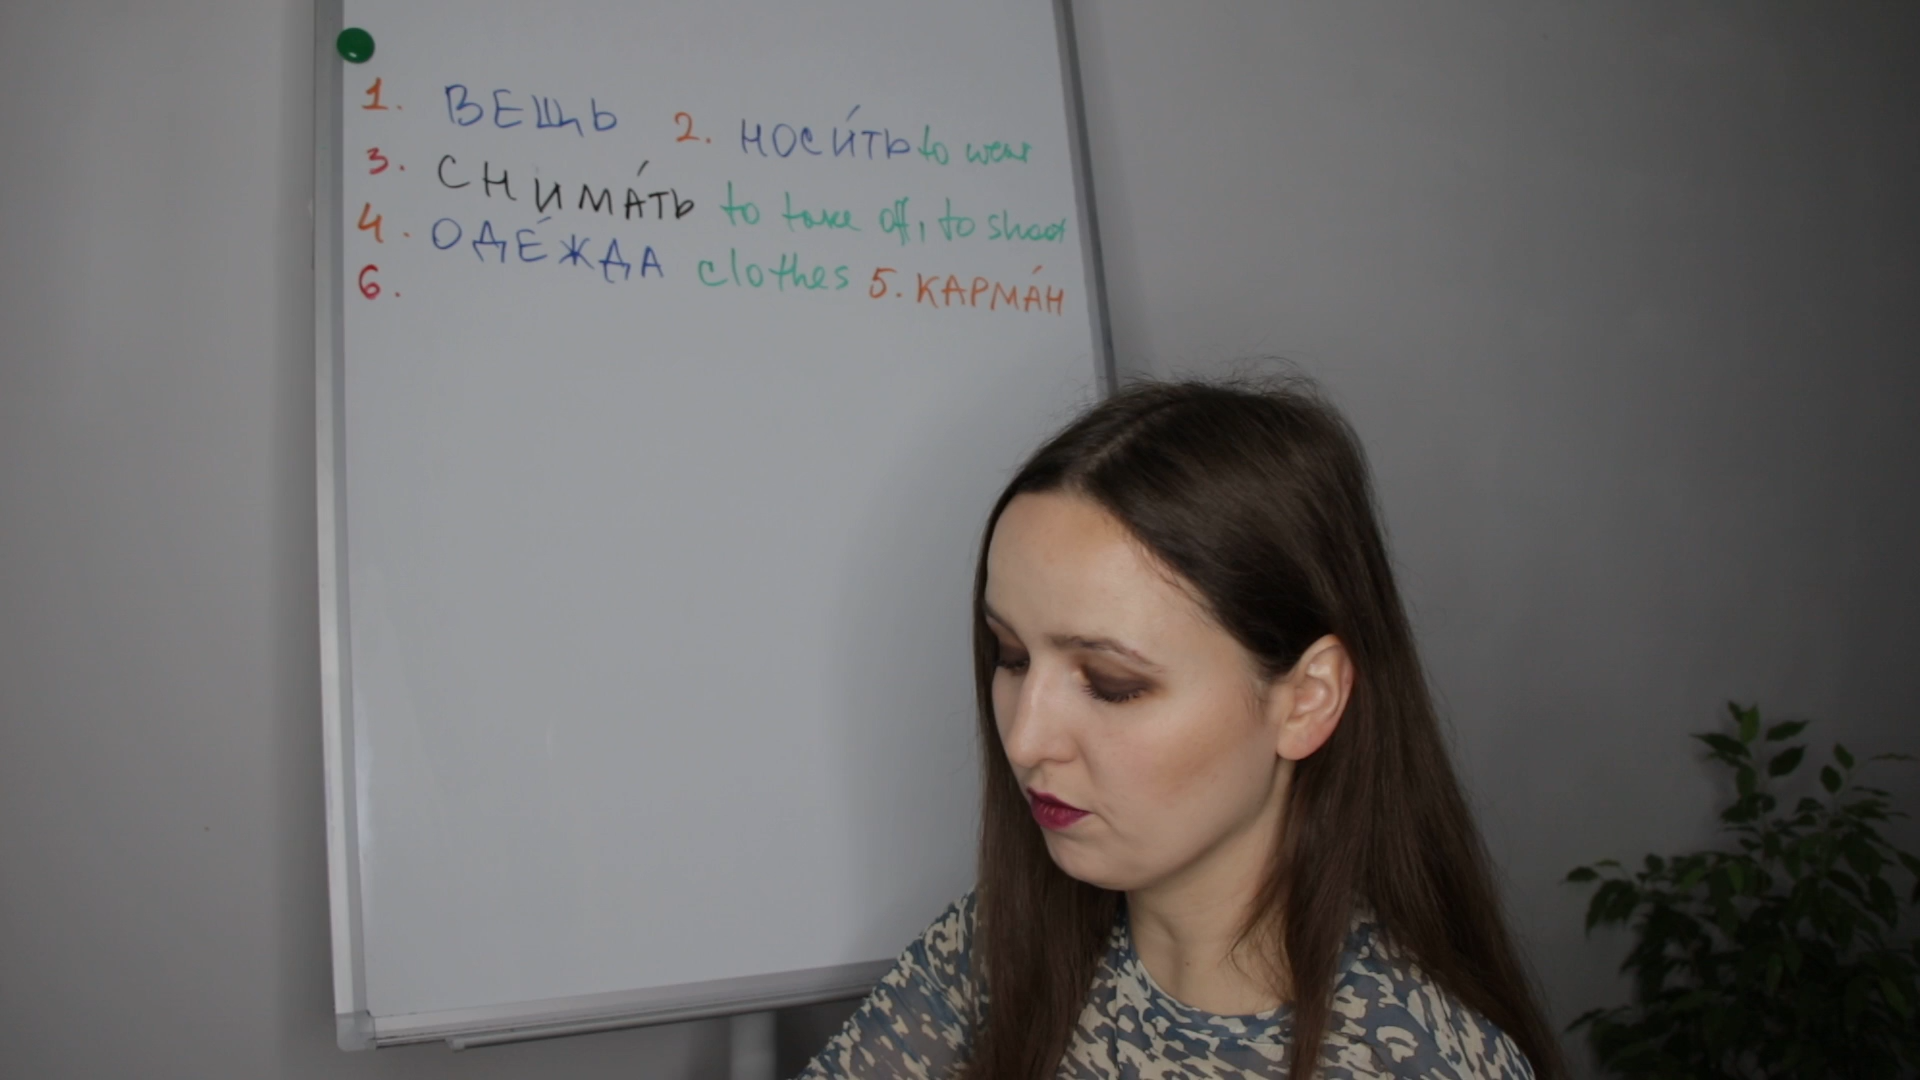 1. ВЕЩЬ 2. НОСИ́ТЬ to wear
3. СНИМА́ТЬ to take off, to shoot
4. ОДЕ́ЖДА clothes 5. КАРМА́Н
6.